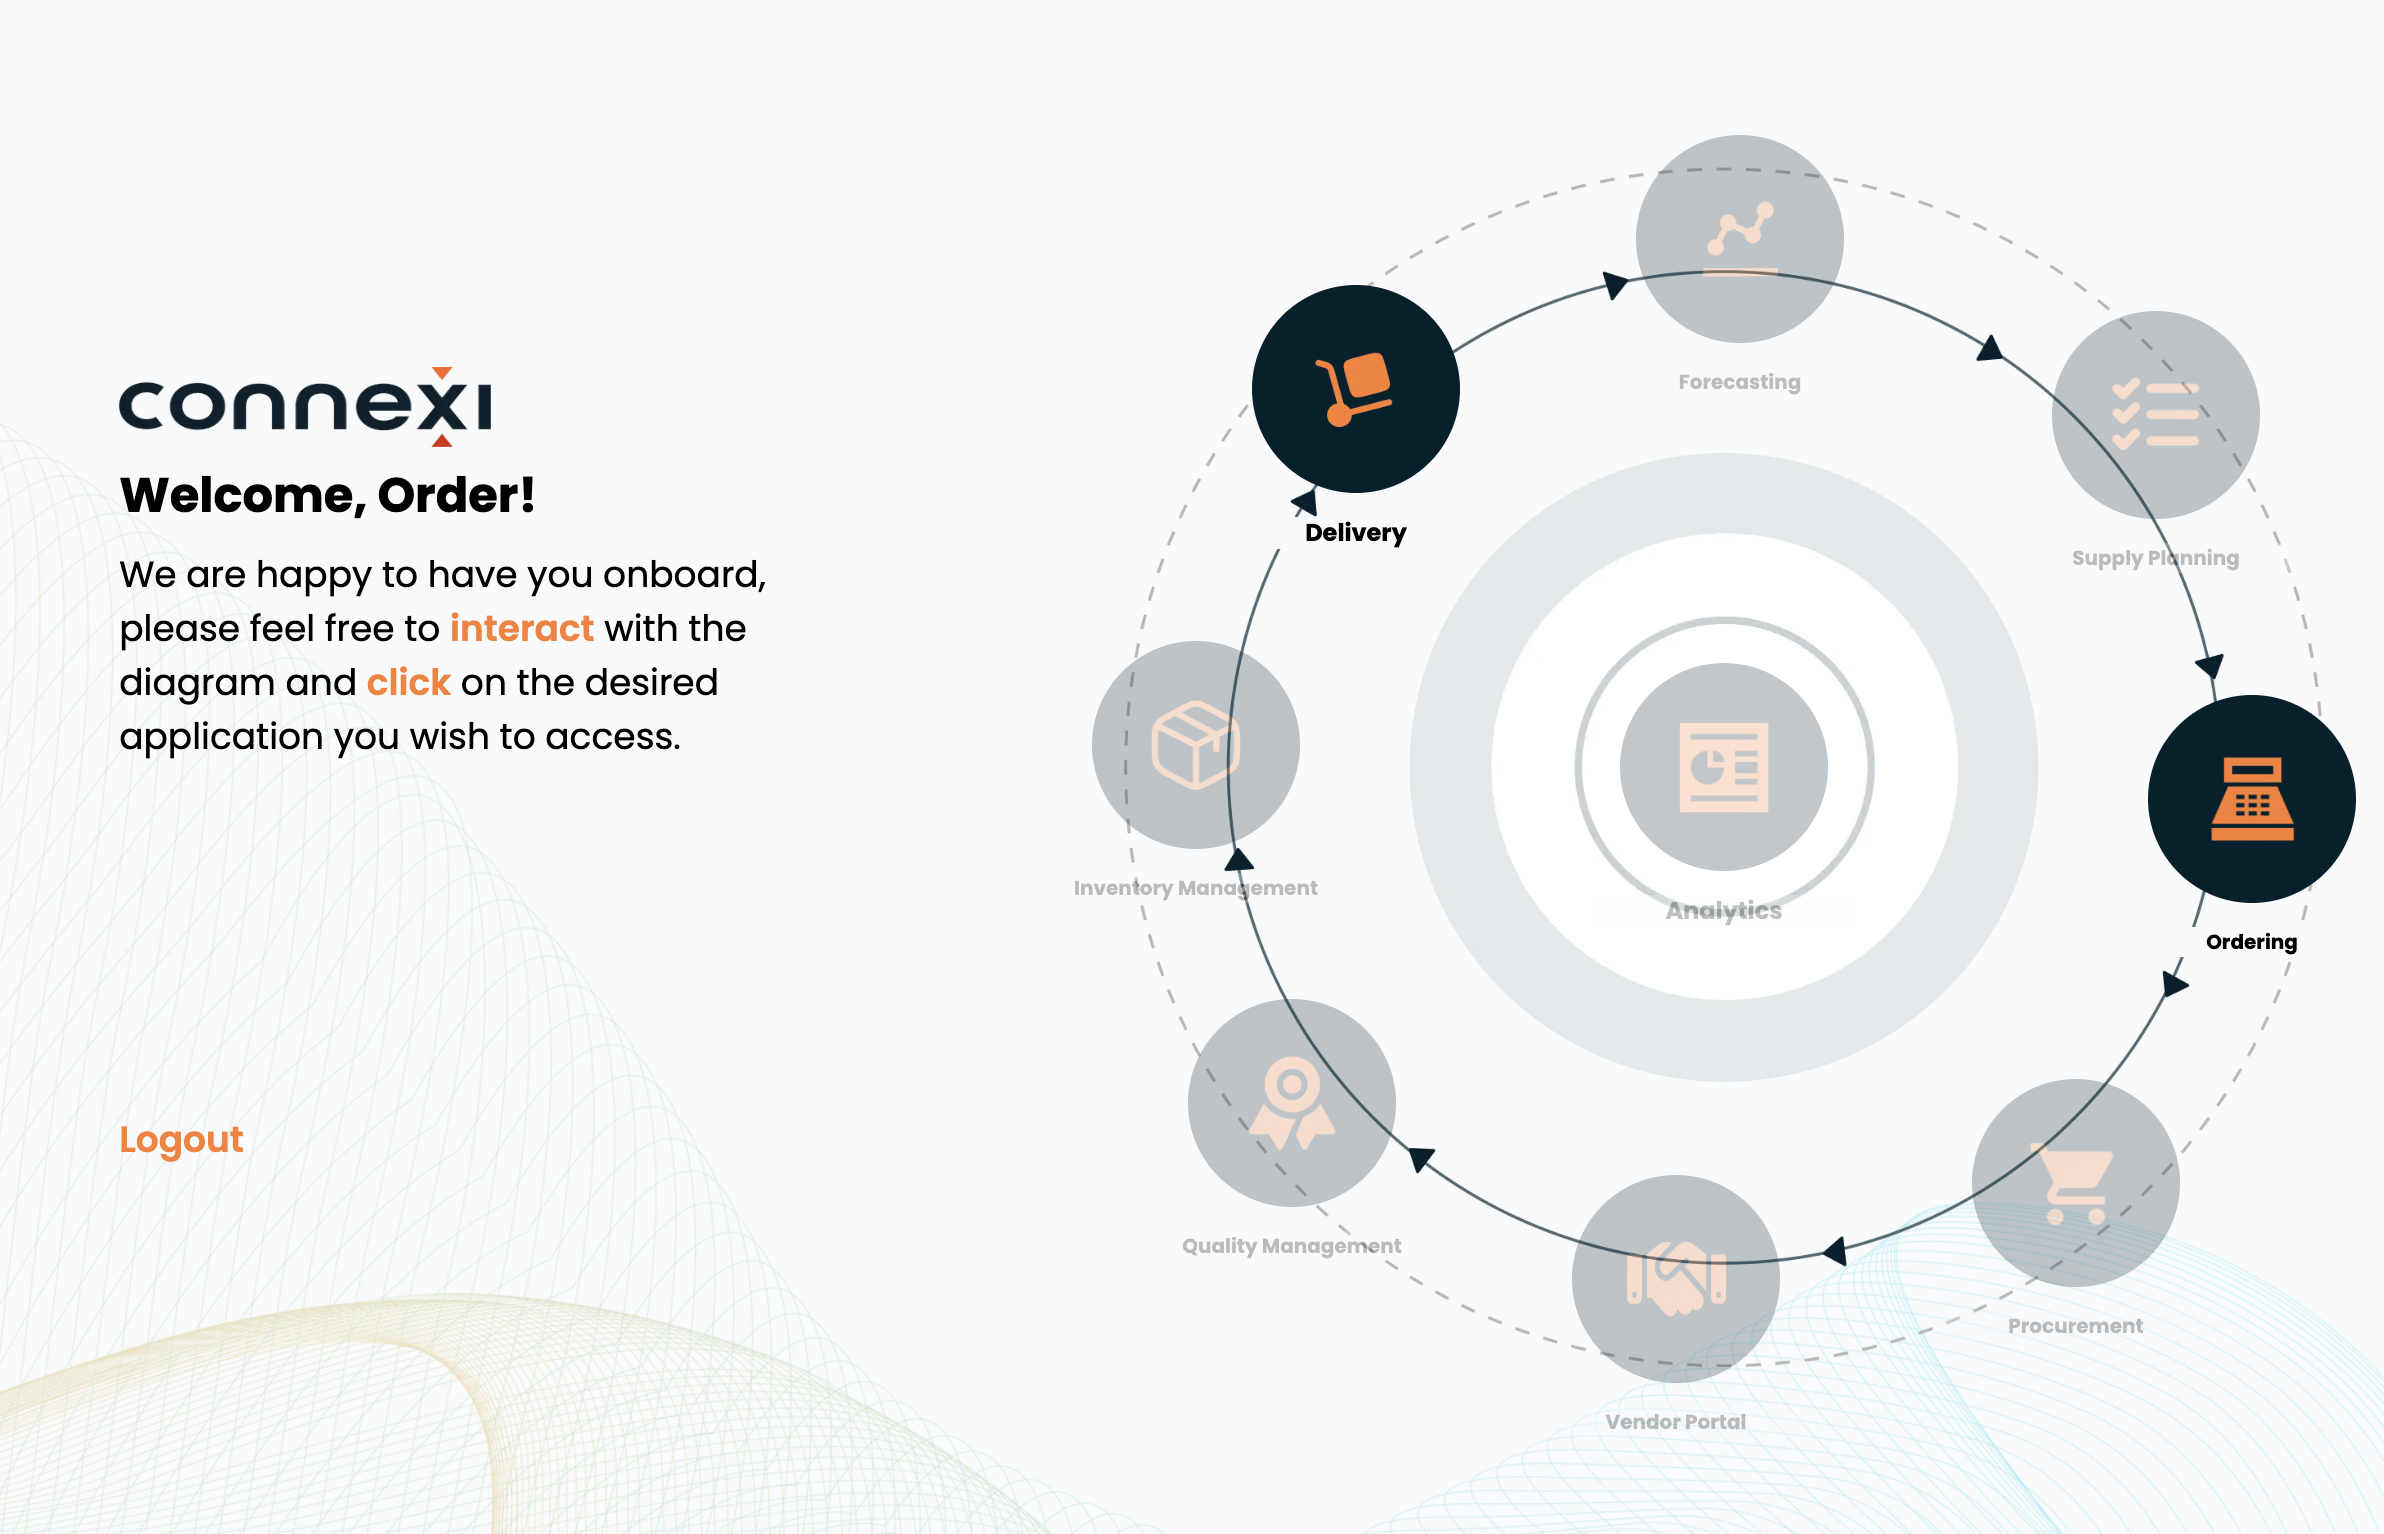 connexi
Welcome, Order!
We are happy to have you onboard,
please feel free to interact with the
diagram and click on the desired
application you wish to access.
Logout
Forecasting
Delivery
Supply Planning
Inventory Management
Analytics
Ordering
Quality Management
Procurement
Vendor Portal